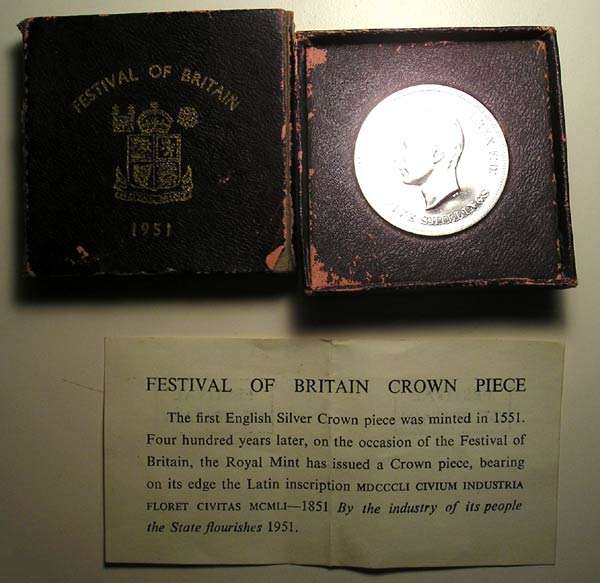 FESTIVAL OF BRITAIN
1951
FIVE SHILLINGS
FESTIVAL OF BRITAIN CROWN PIECE
The first English Silver Crown piece was minted in 1551.
Four hundred years later, on the occasion of the Festival of
Britain, the Royal Mint has issued a Crown piece, bearing
on its edge the Latin inscription MDCCCLI CIVIUM INDUSTRIA
FLORET CIVITAS MCMLI—1851 By the industry of its people
the State flourishes 1951.